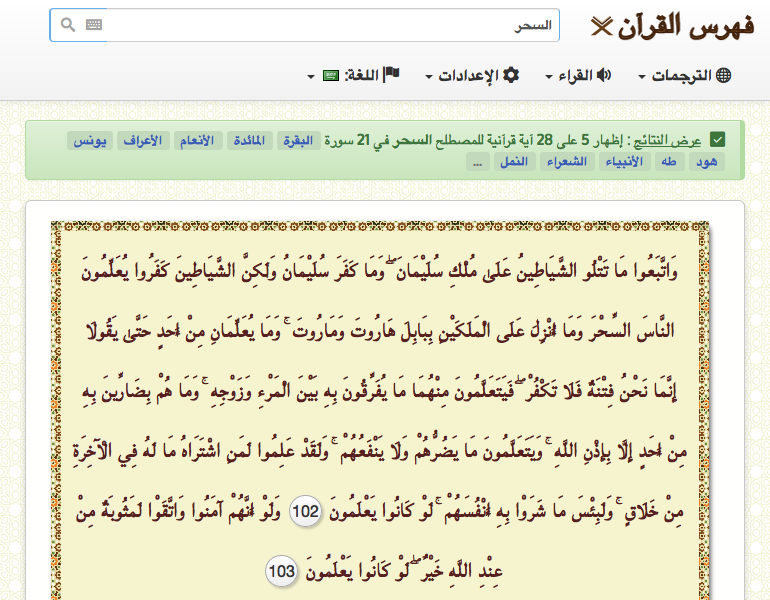 فهرس القرآن
السحر
الترجمات
القراء
الإعدادات
اللغة:
عرض النتائج : إظهار 5 على 28 آية قرآنية للمصطلح السحر في 21 سورة البقرة المائدة الأنعام الأعراف يونس
هود طه الأنبياء الشعراء النمل ...
وَاتَّبَعُوا مَا تَتْلُو الشَّيَاطِينُ عَلَىٰ مُلْكِ سُلَيْمَانَ ۖ وَمَا كَفَرَ سُلَيْمَانُ وَلَٰكِنَّ الشَّيَاطِينَ كَفَرُوا يُعَلِّمُونَ
النَّاسَ السِّحْرَ وَمَا أُنْزِلَ عَلَى الْمَلَكَيْنِ بِبَابِلَ هَارُوتَ وَمَارُوتَ ۚ وَمَا يُعَلِّمَانِ مِنْ أَحَدٍ حَتَّىٰ يَقُولَا
إِنَّمَا نَحْنُ فِتْنَةٌ فَلَا تَكْفُرْ ۖ فَيَتَعَلَّمُونَ مِنْهُمَا مَا يُفَرِّقُونَ بِهِ بَيْنَ الْمَرْءِ وَزَوْجِهِ ۚ وَمَا هُمْ بِضَارِّينَ بِهِ
مِنْ أَحَدٍ إِلَّا بِإِذْنِ اللَّهِ ۚ وَيَتَعَلَّمُونَ مَا يَضُرُّهُمْ وَلَا يَنْفَعُهُمْ ۚ وَلَقَدْ عَلِمُوا لَمَنِ اشْتَرَاهُ مَا لَهُ فِي الْآخِرَةِ
مِنْ خَلَاقٍ ۚ وَلَبِئْسَ مَا شَرَوْا بِهِ أَنْفُسَهُمْ ۚ لَوْ كَانُوا يَعْلَمُونَ 102 وَلَوْ أَنَّهُمْ آمَنُوا وَاتَّقَوْا لَمَثُوبَةٌ مِنْ
عِنْدِ اللَّهِ خَيْرٌ ۖ لَوْ كَانُوا يَعْلَمُونَ 103